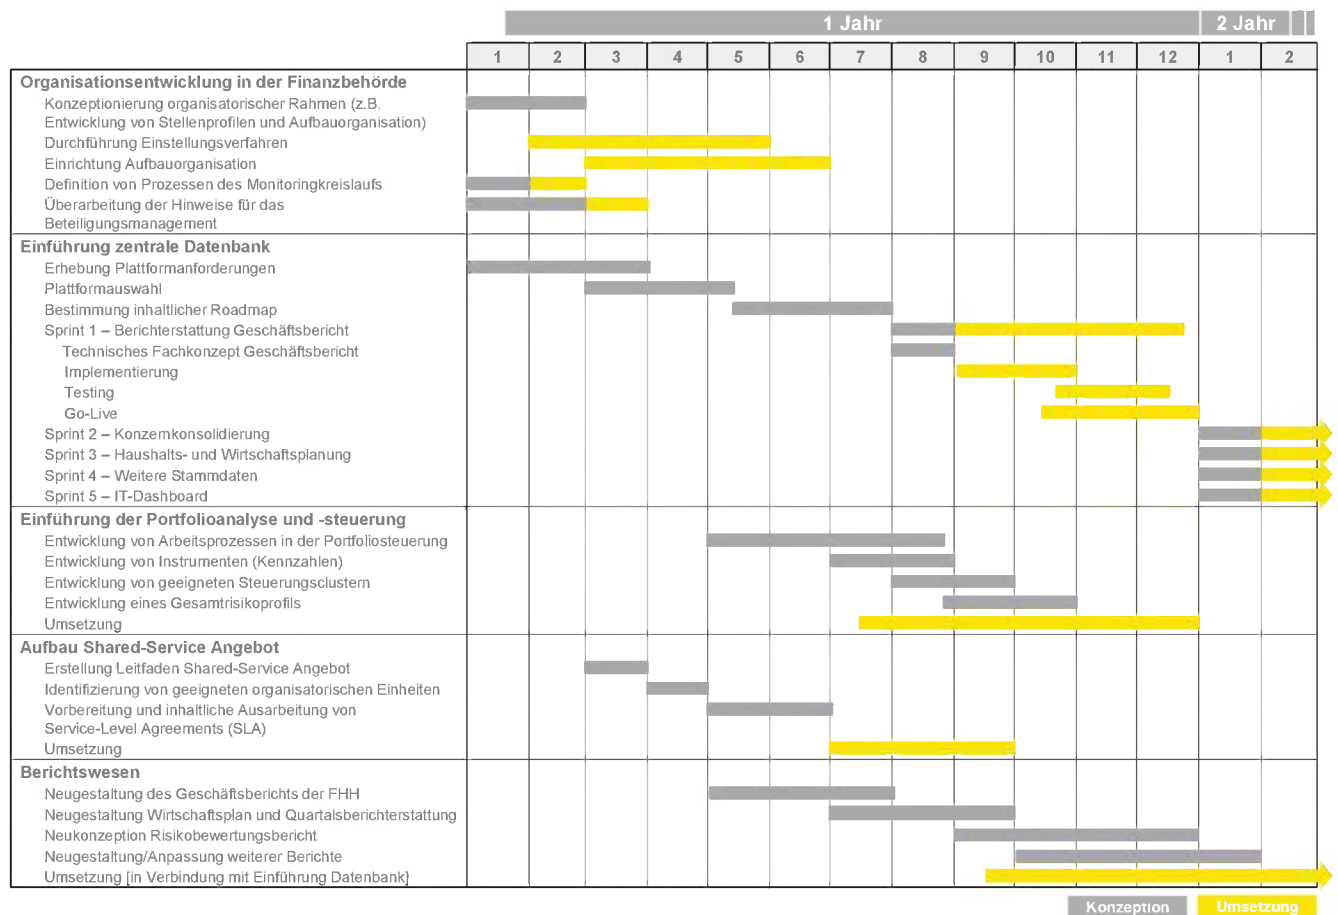 1 Jahr 2 Jahr
1 2 3 4 5 6 7 8 9 10 11 12 1 2
Organisationsentwicklung in der Finanzbehörde
Konzeptionierung organisatorischer Rahmen (z.B.
Entwicklung von Stellenprofilen und Aufbauorganisation)
Durchführung Einstellungsverfahren
Einrichtung Aufbauorganisation
Definition von Prozessen des Monitoringkreislaufs
Überarbeitung der Hinweise für das
Beteiligungsmanagement
Einführung zentrale Datenbank
Erhebung Plattformanforderungen
Plattformauswahl
Bestimmung inhaltlicher Roadmap
Sprint 1 – Berichterstattung Geschäftsbericht
Technisches Fachkonzept Geschäftsbericht
Implementierung
Testing
Go-Live
Sprint 2 – Konzernkonsolidierung
Sprint 3 – Haushalts- und Wirtschaftsplanung
Sprint 4 – Weitere Stammdaten
Sprint 5 – IT-Dashboard
Einführung der Portfolioanalyse und -steuerung
Entwicklung von Arbeitsprozessen in der Portfoliosteuerung
Entwicklung von Instrumenten (Kennzahlen)
Entwicklung von geeigneten Steuerungsclustern
Entwicklung eines Gesamtrisikoprofils
Umsetzung
Aufbau Shared-Service Angebot
Erstellung Leitfaden Shared-Service Angebot
Identifizierung von geeigneten organisatorischen Einheiten
Vorbereitung und inhaltliche Ausarbeitung von
Service-Level Agreements (SLA)
Umsetzung
Berichtswesen
Neugestaltung des Geschäftsberichts der FHH
Neugestaltung Wirtschaftsplan und Quartalsberichterstattung
Neukonzeption Risikobewertungsbericht
Neugestaltung/Anpassung weiterer Berichte
Umsetzung [in Verbindung mit Einführung Datenbank]
Konzeption Umsetzung